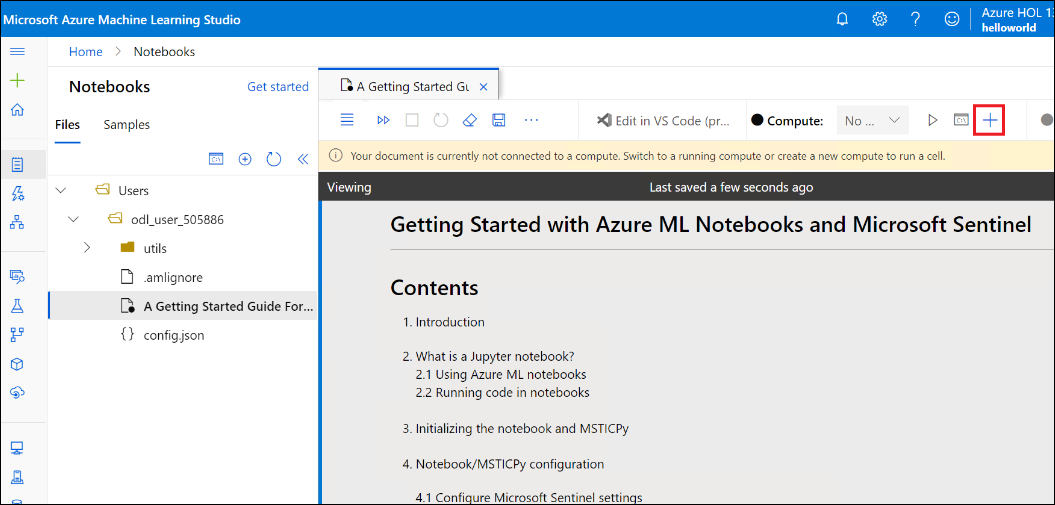 Microsoft Azure Machine Learning Studio
Azure HOL 13
helloworld
Home > Notebooks
Notebooks
Get started
Files
Samples
Users
odl_user_505886
utils
.amlignore
A Getting Started Guide For...
{} config.json
A Getting Started Gu
Edit in VS Code (pr...
Compute:
No ...
Your document is currently not connected to a compute. Switch to a running compute or create a new compute to run a cell.
Viewing
Last saved a few seconds ago
Getting Started with Azure ML Notebooks and Microsoft Sentinel
Contents
1. Introduction
2. What is a Jupyter notebook?
2.1 Using Azure ML notebooks
2.2 Running code in notebooks
3. Initializing the notebook and MSTICPy
4. Notebook/MSTICPy configuration
4.1 Configure Microsoft Sentinel settings